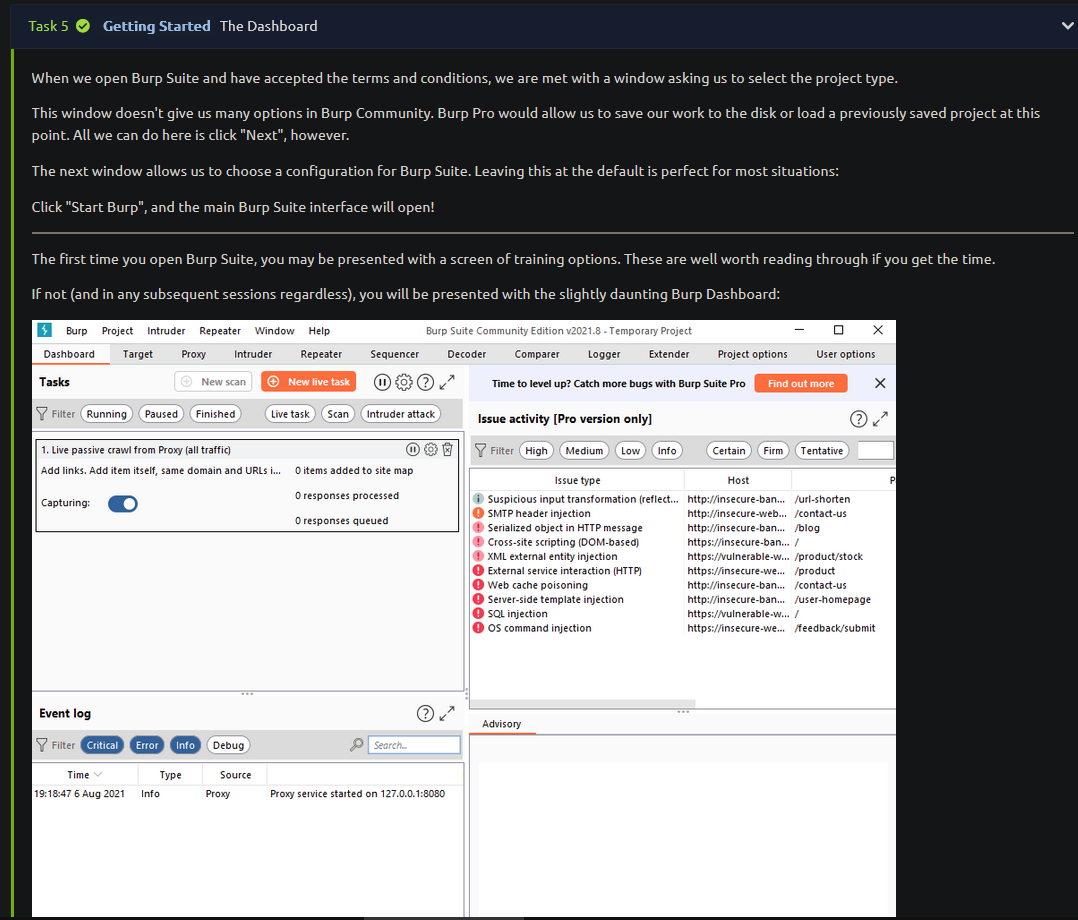 Task 5 Getting Started The Dashboard
When we open Burp Suite and have accepted the terms and conditions, we are met with a window asking us to select the project type.
This window doesn't give us many options in Burp Community. Burp Pro would allow us to save our work to the disk or load a previously saved project at this
point. All we can do here is click "Next", however.
The next window allows us to choose a configuration for Burp Suite. Leaving this at the default is perfect for most situations:
Click "Start Burp", and the main Burp Suite interface will open!
The first time you open Burp Suite, you may be presented with a screen of training options. These are well worth reading through if you get the time.
If not (and in any subsequent sessions regardless), you will be presented with the slightly daunting Burp Dashboard:
Burp Project Intruder Repeater Window Help Burp Suite Community Edition v2021.8 - Temporary Project
Dashboard Target Proxy Intruder Repeater Sequencer Decoder Comparer Logger Extender Project options User options
Tasks New scan New live task
Filter Running Paused Finished Live task Scan Intruder attack
1. Live passive crawl from Proxy (all traffic)
Add links. Add item itself, same domain and URLs i... 0 items added to site map
0 responses processed
Capturing:
0 responses queued
Event log
Filter Critical Error Info Debug Search...
Time Type Source
19:18:47 6 Aug 2021 Info Proxy Proxy service started on 127.0.0.1:8080
Time to level up? Catch more bugs with Burp Suite Pro Find out more
Issue activity [Pro version only]
Filter High Medium Low Info Certain Firm Tentative
Issue type Host P
Suspicious input transformation (reflect... http://insecure-ban... /url-shorten
SMTP header injection http://insecure-web... /contact-us
Serialized object in HTTP message http://insecure-ban... /blog
Cross-site scripting (DOM-based) https://insecure-ban... /
XML external entity injection https://vulnerable-w... /product/stock
External service interaction (HTTP) https://insecure-we... /product
Web cache poisoning http://insecure-ban... /contact-us
Server-side template injection http://insecure-ban... /user-homepage
SQL injection https://vulnerable-w... /
OS command injection https://insecure-we... /feedback/submit
Advisory